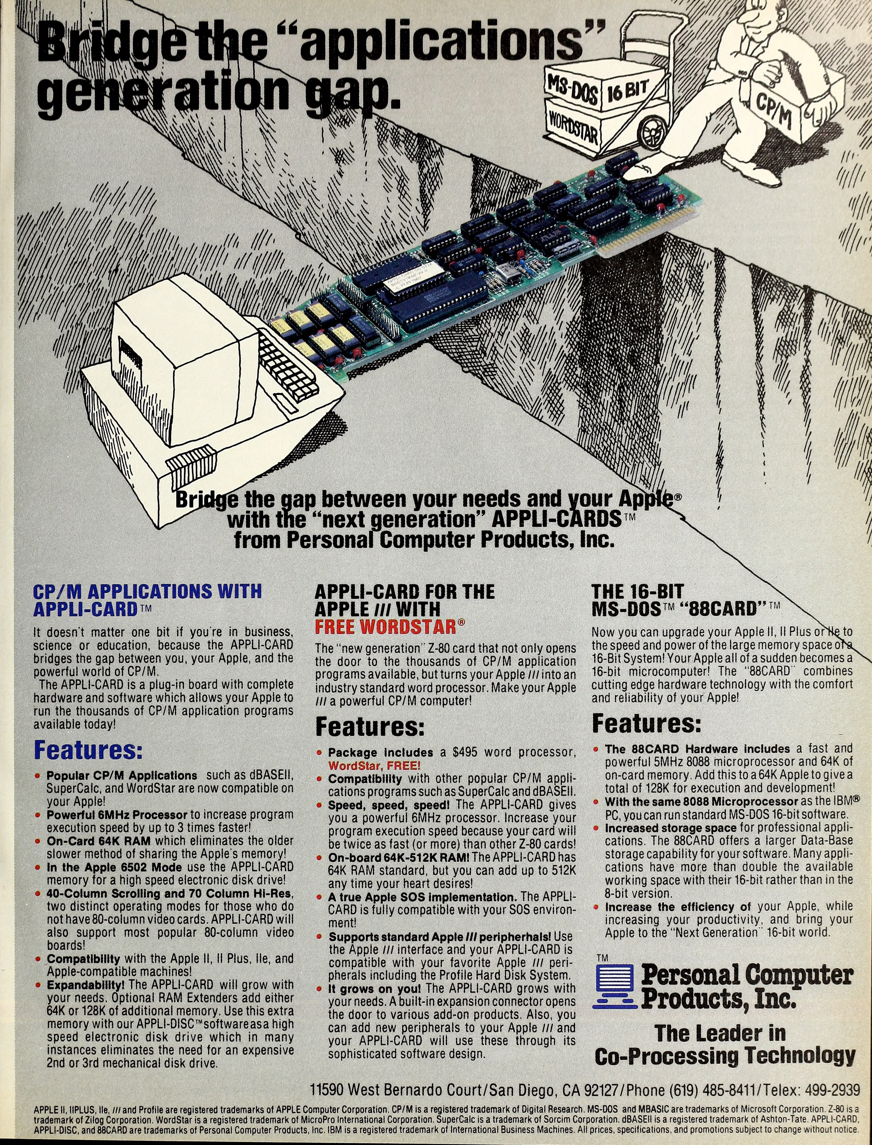 Bridge the “applications”
generation gap.
MS-DOS
16 BIT
WORDSTAR
CP/M
Bridge the gap between your needs and your Apple®
with the “next generation” APPLI-CARDS™
from Personal Computer Products, Inc.
CP/M APPLICATIONS WITH
APPLI-CARD™
It doesn't matter one bit if you're in business,
science or education, because the APPLI-CARD
bridges the gap between you, your Apple, and the
powerful world of CP/M.
The APPLI-CARD is a plug-in board with complete
hardware and software which allows your Apple to
run the thousands of CP/M application programs
available today!
Features:
• Popular CP/M Applications such as dBASEII,
SuperCalc, and WordStar are now compatible on
your Apple!
• Powerful 6MHz Processor to increase program
execution speed by up to 3 times faster!
• On-Card 64K RAM which eliminates the older
slower method of sharing the Apple's memory!
• In the Apple 6502 Mode use the APPLI-CARD
memory for a high speed electronic disk drive!
• 40-Column Scrolling and 70 Column Hi-Res,
two distinct operating modes for those who do
not have 80-column video cards. APPLI-CARD will
also support most popular 80-column video
boards!
• Compatibility with the Apple II, II Plus, IIe, and
Apple-compatible machines!
• Expandability! The APPLI-CARD will grow with
your needs. Optional RAM Extenders add either
64K or 128K of additional memory. Use this extra
memory with our APPLI-DISC™ software as a high
speed electronic disk drive which in many
instances eliminates the need for an expensive
2nd or 3rd mechanical disk drive.
APPLI-CARD FOR THE
APPLE /// WITH
FREE WORDSTAR®
The “new generation” Z-80 card that not only opens
the door to the thousands of CP/M application
programs available, but turns your Apple /// into an
industry standard word processor. Make your Apple
/// a powerful CP/M computer!
Features:
• Package includes a $495 word processor,
WordStar, FREE!
• Compatibility with other popular CP/M appli-
cations programs such as SuperCalc and dBASEII.
• Speed, speed, speed! The APPLI-CARD gives
you a powerful 6MHz processor. Increase your
program execution speed because your card will
be twice as fast (or more) than other Z-80 cards!
• On-board 64K-512K RAM! The APPLI-CARD has
64K RAM standard, but you can add up to 512K
any time your heart desires!
• A true Apple SOS implementation. The APPLI-
CARD is fully compatible with your SOS environ-
ment!
• Supports standard Apple /// peripherhals! Use
the Apple /// interface and your APPLI-CARD is
compatible with your favorite Apple /// peri-
pherals including the Profile Hard Disk System.
• It grows on you! The APPLI-CARD grows with
your needs. A built-in expansion connector opens
the door to various add-on products. Also, you
can add new peripherals to your Apple /// and
your APPLI-CARD will use these through its
sophisticated software design.
THE 16-BIT
MS-DOS™ “88CARD”™
Now you can upgrade your Apple II, II Plus or IIe to
the speed and power of the large memory space of a
16-Bit System! Your Apple all of a sudden becomes a
16-bit microcomputer! The “88CARD” combines
cutting edge hardware technology with the comfort
and reliability of your Apple!
Features:
• The 88CARD Hardware includes a fast and
powerful 5MHz 8088 microprocessor and 64K of
on-card memory. Add this to a 64K Apple to give a
total of 128K for execution and development!
• With the same 8088 Microprocessor as the IBM®
PC, you can run standard MS-DOS 16-bit software.
• Increased storage space for professional appli-
cations. The 88CARD offers a larger Data-Base
storage capability for your software. Many appli-
cations have more than double the available
working space with their 16-bit rather than in the
8-bit version.
• Increase the efficiency of your Apple, while
increasing your productivity, and bring your
Apple to the “Next Generation” 16-bit world.
TM
Personal Computer
Products, Inc.
The Leader in
Co-Processing Technology
11590 West Bernardo Court/San Diego, CA 92127/Phone (619) 485-8411/Telex: 499-2939
APPLE II, IIPLUS, IIe, /// and Profile are registered trademarks of APPLE Computer Corporation. CP/M is a registered trademark of Digital Research. MS-DOS and MBASIC are trademarks of Microsoft Corporation. Z-80 is a
trademark of Zilog Corporation. WordStar is a registered trademark of MicroPro International Corporation. SuperCalc is a trademark of Sorcim Corporation. dBASEII is a registered trademark of Ashton-Tate. APPLI-CARD,
APPLI-DISC, and 88CARD are trademarks of Personal Computer Products, Inc. IBM is a registered trademark of International Business Machines. All prices, specifications, and promotions subject to change without notice.